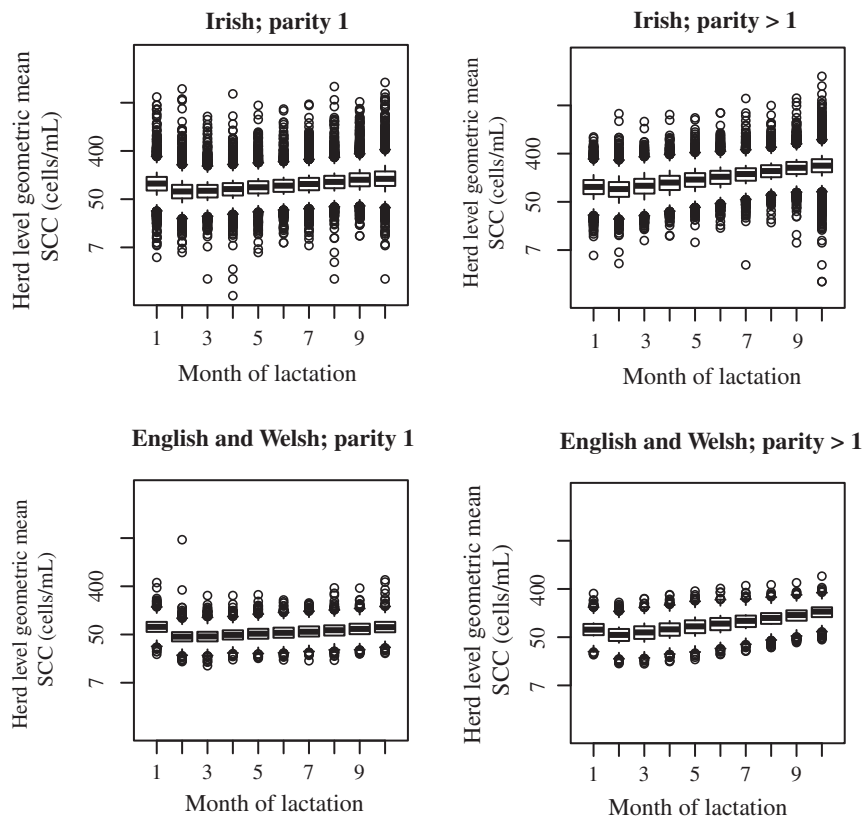 Irish; parity 1
Herd level geometric mean
SCC (cells/mL)
400
50
7
1 3 5 7 9
Month of lactation
Irish; parity > 1
Herd level geometric mean
SCC (cells/mL)
400
50
7
1 3 5 7 9
Month of lactation
English and Welsh; parity 1
Herd level geometric mean
SCC (cells/mL)
400
50
7
1 3 5 7 9
Month of lactation
English and Welsh; parity > 1
Herd level geometric mean
SCC (cells/mL)
400
50
7
1 3 5 7 9
Month of lactation